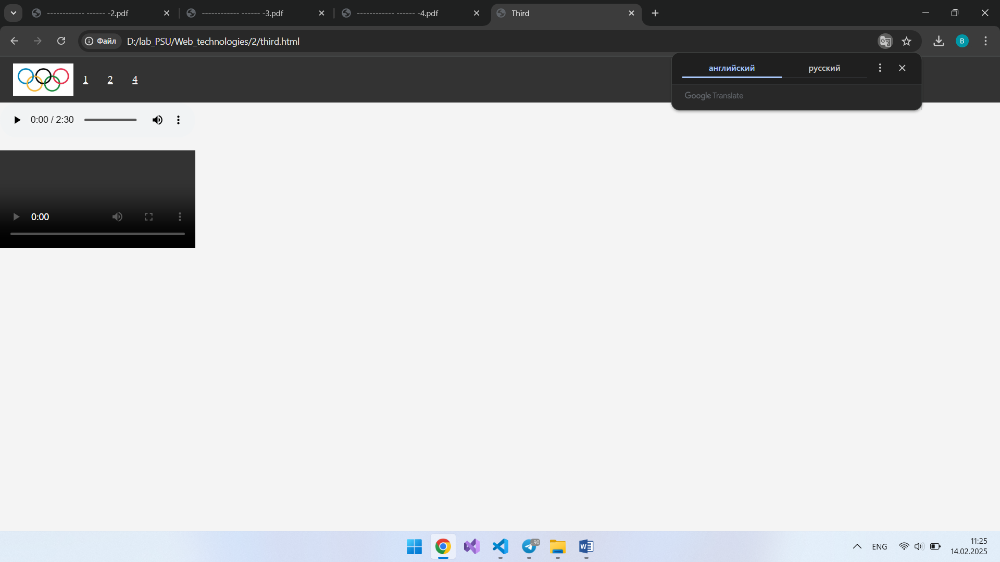 ------------ ------ -2.pdf
------------ ------ -3.pdf
------------ ------ -4.pdf
Third
Файл
D:/lab_PSU/Web_technologies/2/third.html
B
английский
русский
Google Translate
1 2 4
0:00 / 2:30
0:00
.90
ENG
11:25
14.02.2025